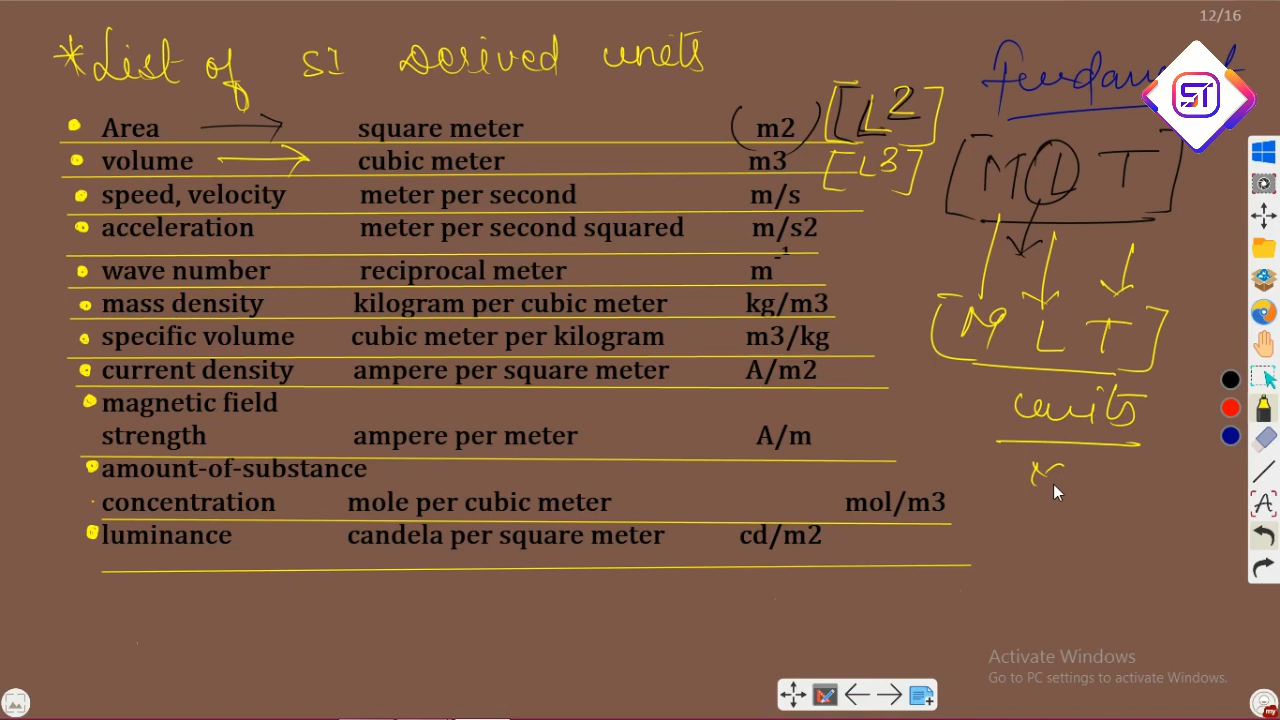 12/16
*List of SI Derived units
Fundament
Area square meter m2 [L2]
volume cubic meter m3 [L3]
[M L T]
speed, velocity meter per second m/s
acceleration meter per second squared m/s2
wave number reciprocal meter m-1
mass density kilogram per cubic meter kg/m3
specific volume cubic meter per kilogram m3/kg
[M L T]
current density ampere per square meter A/m2
magnetic field
strength ampere per meter A/m
units
amount-of-substance
concentration mole per cubic meter mol/m3
luminance candela per square meter cd/m2
Activate Windows
Go to PC settings to activate Windows.